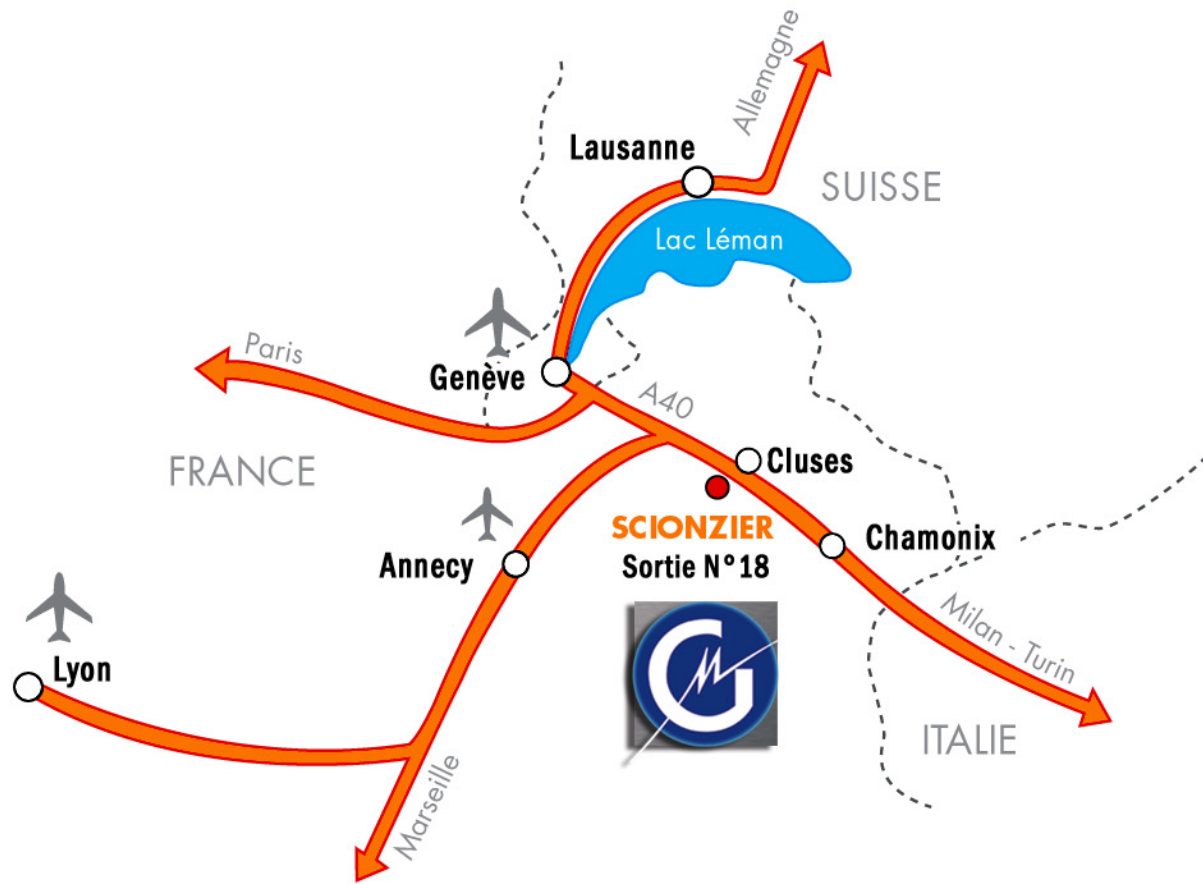 Allemagne
Lausanne
SUISSE
Lac Léman
Paris
Genève
A40
FRANCE
Cluses
SCIONZIER
Sortie N°18
Chamonix
Annecy
Milan - Turin
Lyon
G
ITALIE
Marseille